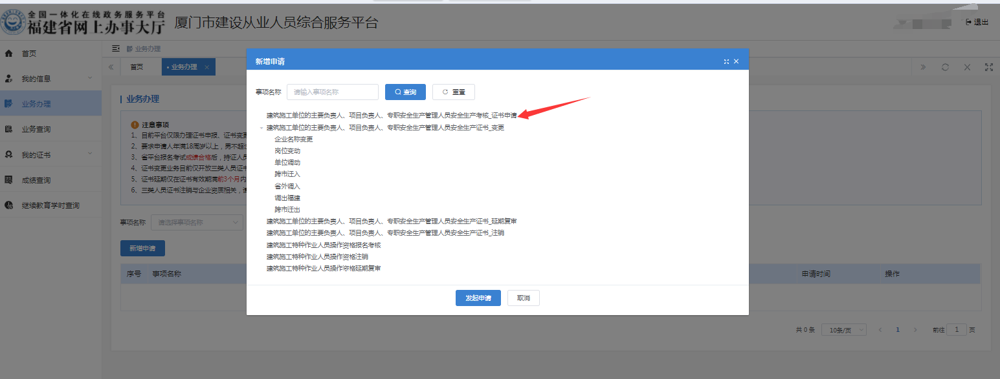 全国一体化在线政务服务平台
福建省网上办事大厅
厦门市建设从业人员综合服务平台
退出
首页
我的信息
业务办理
业务查询
我的证书
成绩查询
继续教育学时查询
业务办理
首页
业务办理
业务办理
注意事项
1、目前平台仅限办理证书申报、证书变更
2、要求申请人年满18周岁以上，男不超过
3、省平台报名考试成绩合格后，持证人员
4、证书变更业务目前仅开放三类人员证书
5、证书延期仅在证书有效期满前3个月内
6、三类人员证书注销与企业资质相关，请
事项名称
请选择事项名称
新增申请
序号
事项名称
申请时间
操作
共 0 条
10条/页
1
前往
1
页
新增申请
事项名称
请输入事项名称
查询
重置
建筑施工单位的主要负责人、项目负责人、专职安全生产管理人员安全生产考核_证书申请
建筑施工单位的主要负责人、项目负责人、专职安全生产管理人员安全生产证书_变更
企业名称变更
岗位变动
单位调动
跨市迁入
省外调入
调出福建
跨市迁出
建筑施工单位的主要负责人、项目负责人、专职安全生产管理人员安全生产证书_延期复审
建筑施工单位的主要负责人、项目负责人、专职安全生产管理人员安全生产证书_注销
建筑施工特种作业人员操作资格报名考核
建筑施工特种作业人员操作资格注销
建筑施工特种作业人员操作资格延期复审
发起申请
取消